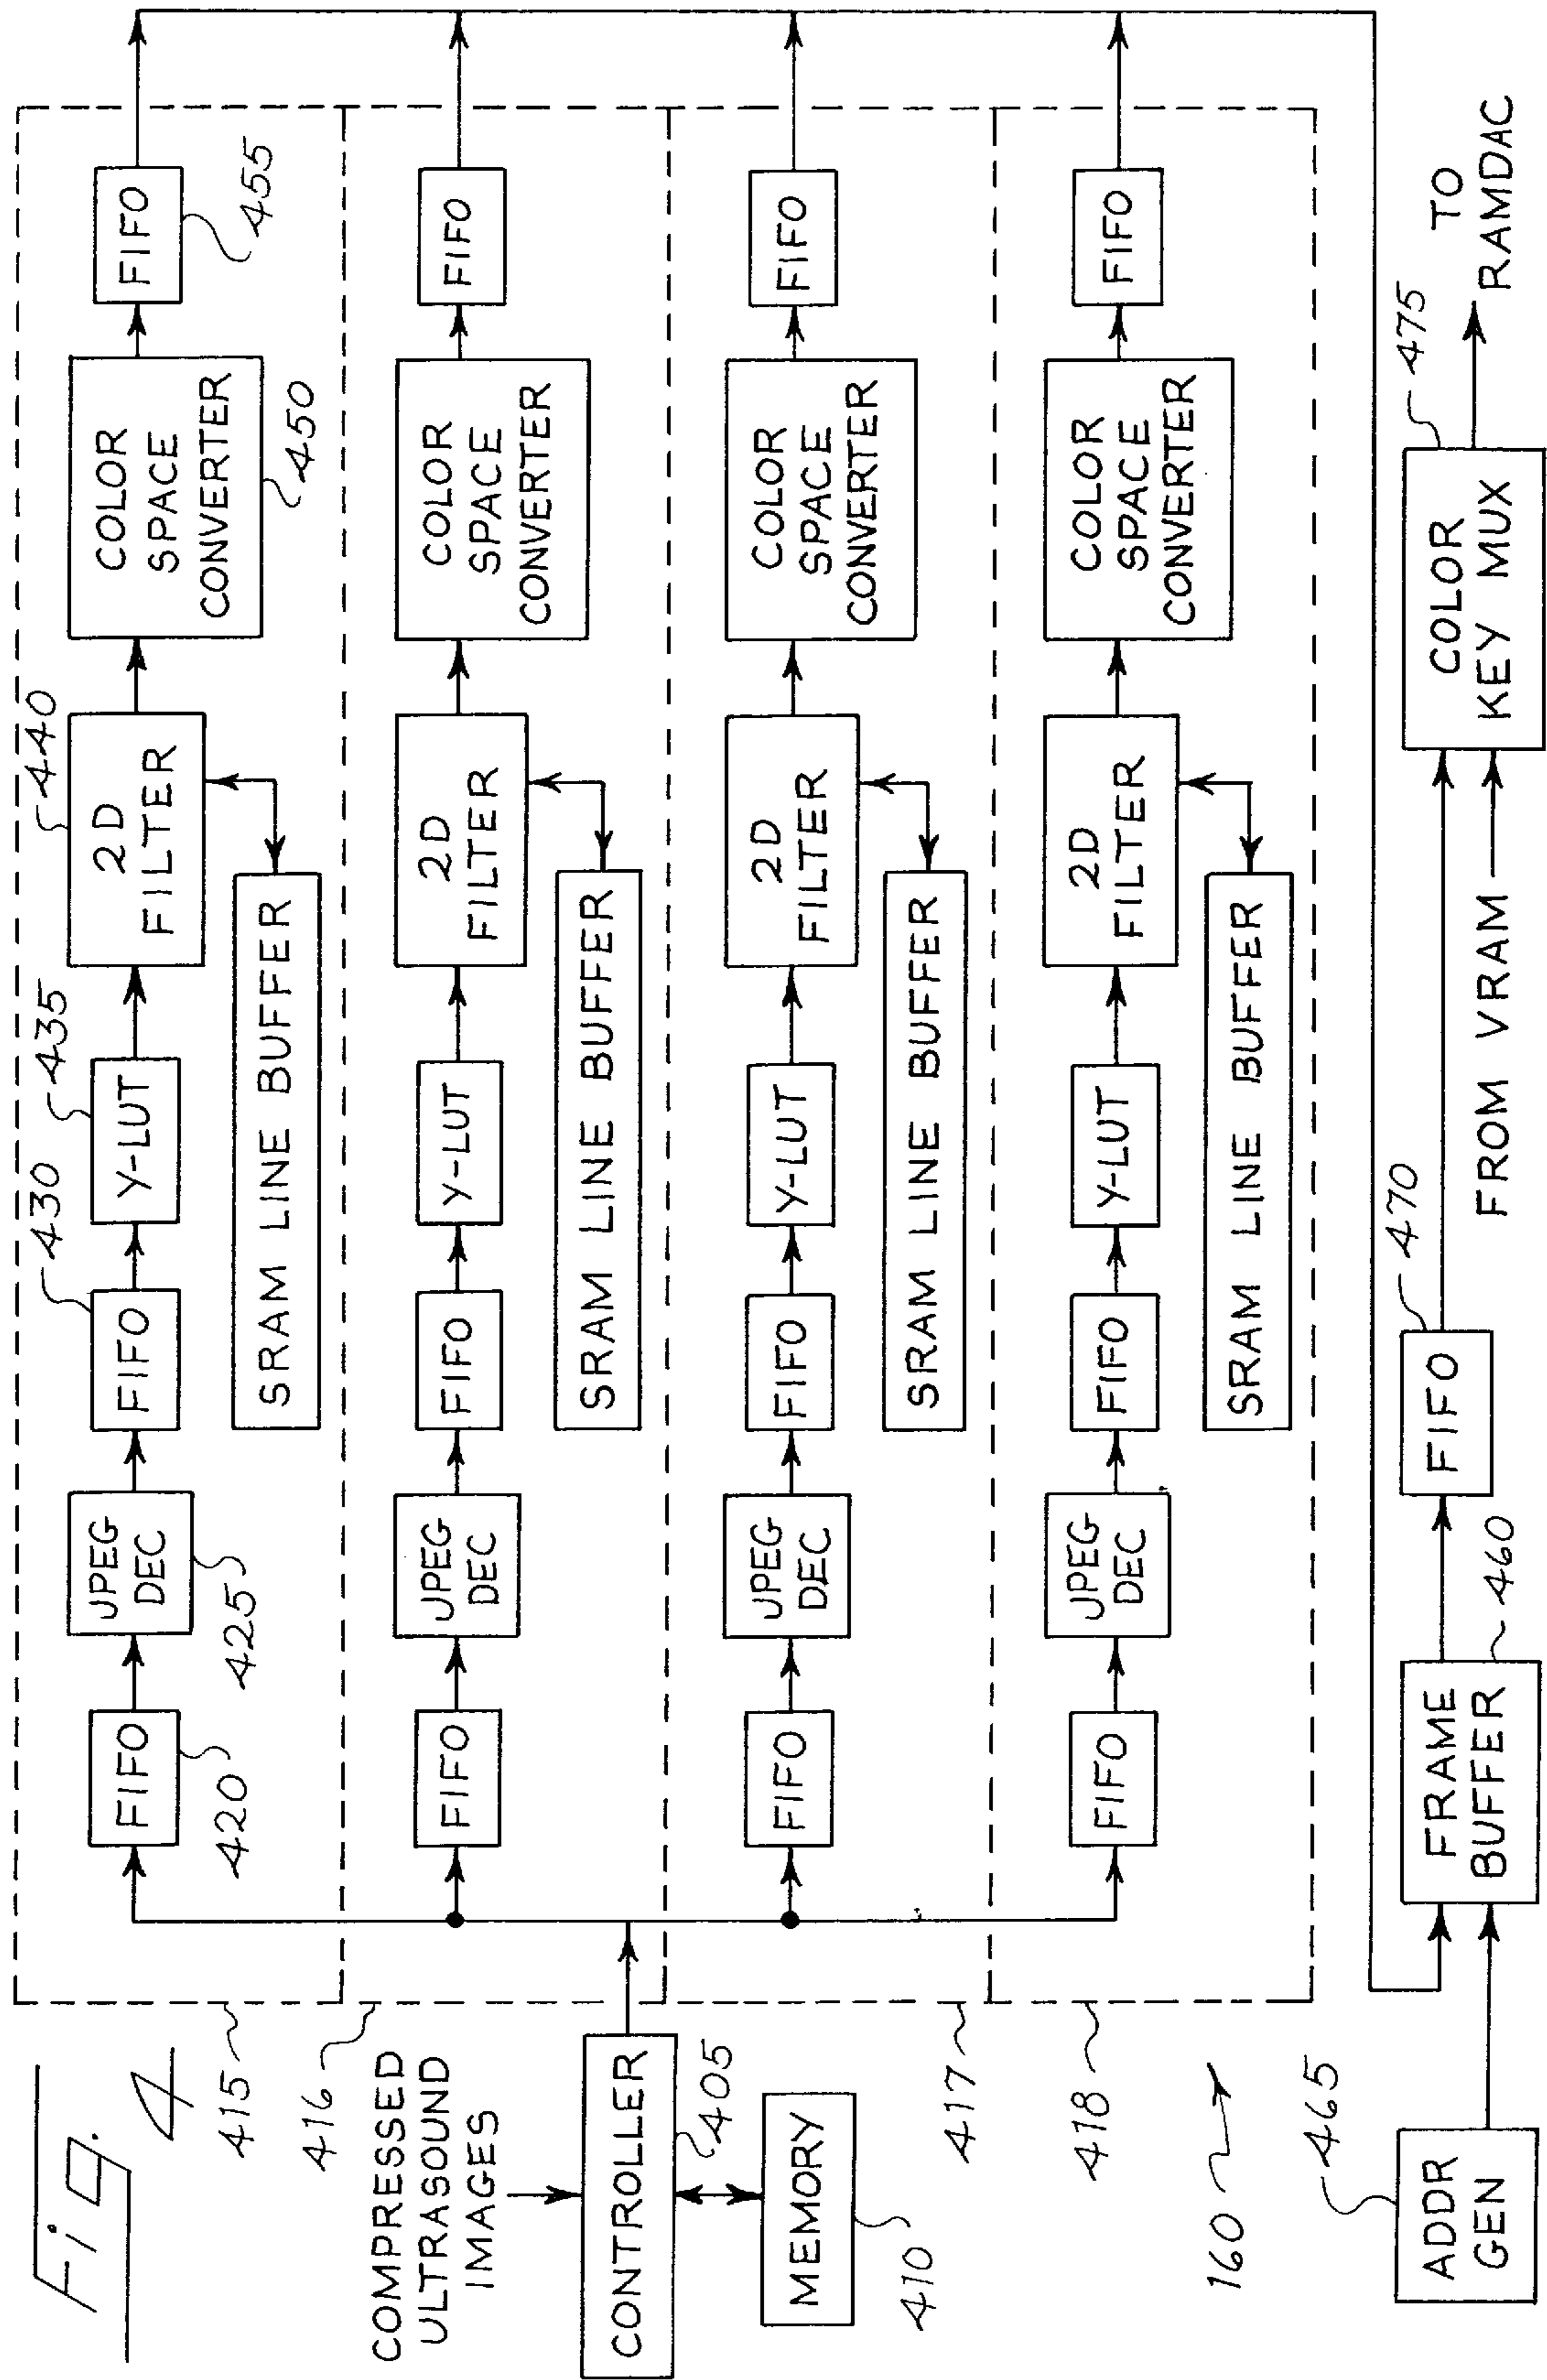 Fig. 4
COMPRESSED
ULTRASOUND
IMAGES
CONTROLLER
405
MEMORY
410
415
416
417
418
160
FIFO
420
JPEG
DEC
425
FIFO
430
Y-LUT
435
2D
FILTER
440
SRAM LINE BUFFER
COLOR
SPACE
CONVERTER
450
FIFO
455
FIFO
JPEG
DEC
FIFO
Y-LUT
2D
FILTER
SRAM LINE BUFFER
COLOR
SPACE
CONVERTER
FIFO
FIFO
JPEG
DEC
FIFO
Y-LUT
2D
FILTER
SRAM LINE BUFFER
COLOR
SPACE
CONVERTER
FIFO
FIFO
JPEG
DEC
FIFO
Y-LUT
2D
FILTER
SRAM LINE BUFFER
COLOR
SPACE
CONVERTER
FIFO
ADDR
GEN
465
FRAME
BUFFER
460
FIFO
470
FROM VRAM
COLOR
KEY MUX
475
TO
RAMDAC